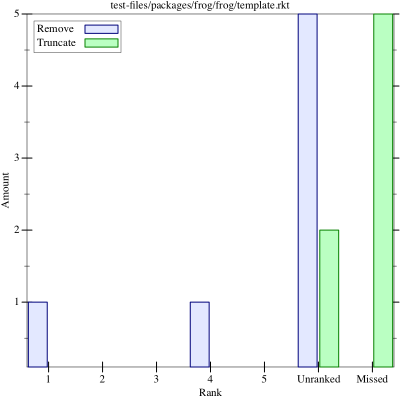 test-files/packages/frog/frog/template.rkt
Remove
Truncate
5
4
3
2
1
Amount
1 2 3 4 5 Unranked Missed
Rank